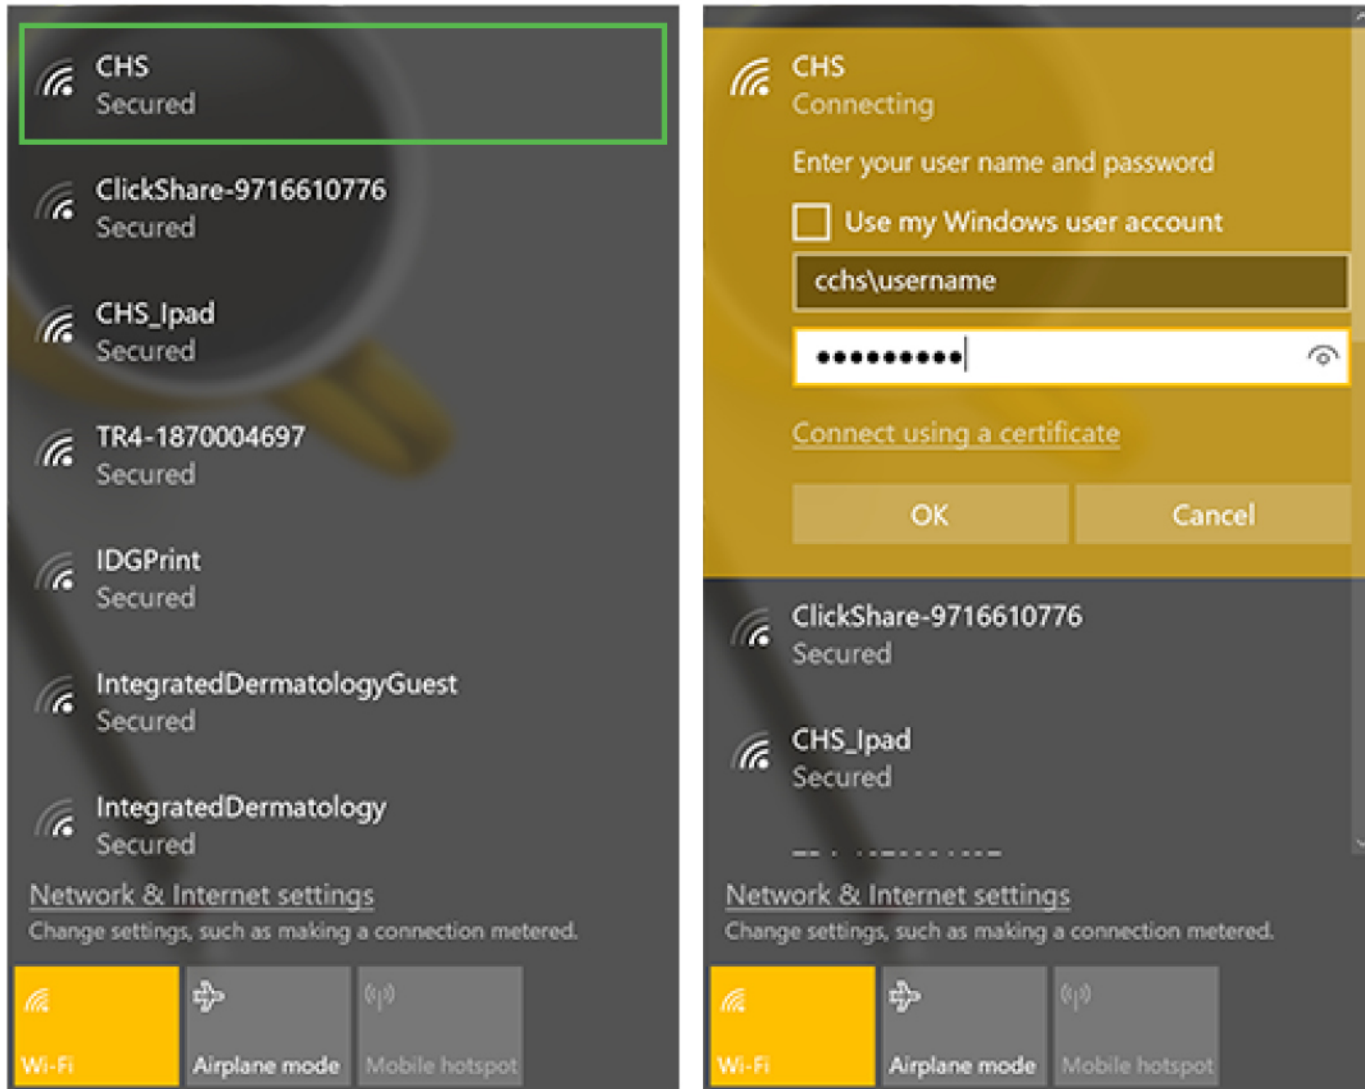 CHS
Secured
ClickShare-9716610776
Secured
CHS_Ipad
Secured
TR4-1870004697
Secured
IDGPrint
Secured
IntegratedDermatologyGuest
Secured
IntegratedDermatology
Secured
Network & Internet settings
Change settings, such as making a connection metered.
Wi-Fi
Airplane mode
Mobile hotspot
CHS
Connecting
Enter your user name and password
Use my Windows user account
cchs\username
Connect using a certificate
OK
Cancel
ClickShare-9716610776
Secured
CHS_Ipad
Secured
Network & Internet settings
Change settings, such as making a connection metered.
Wi-Fi
Airplane mode
Mobile hotspot